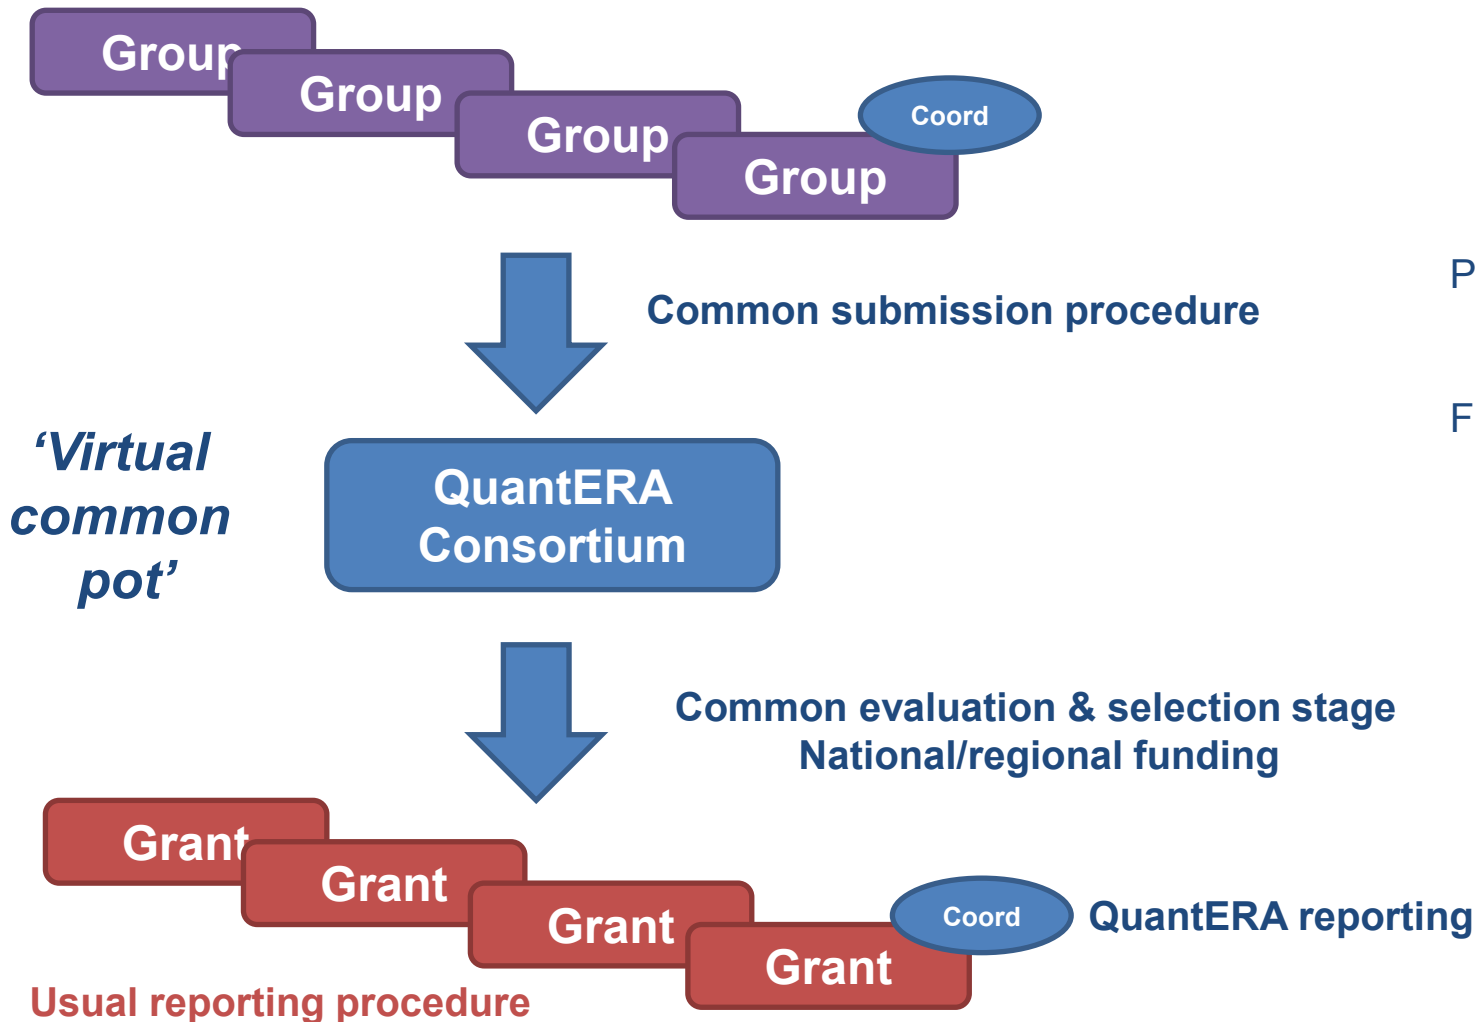 Group
Group
Group
Group
Coord
Common submission procedure
P
F
‘Virtual
common
pot’
QuantERA
Consortium
Common evaluation & selection stage
National/regional funding
Grant
Grant
Grant
Grant
Coord
QuantERA reporting
Usual reporting procedure